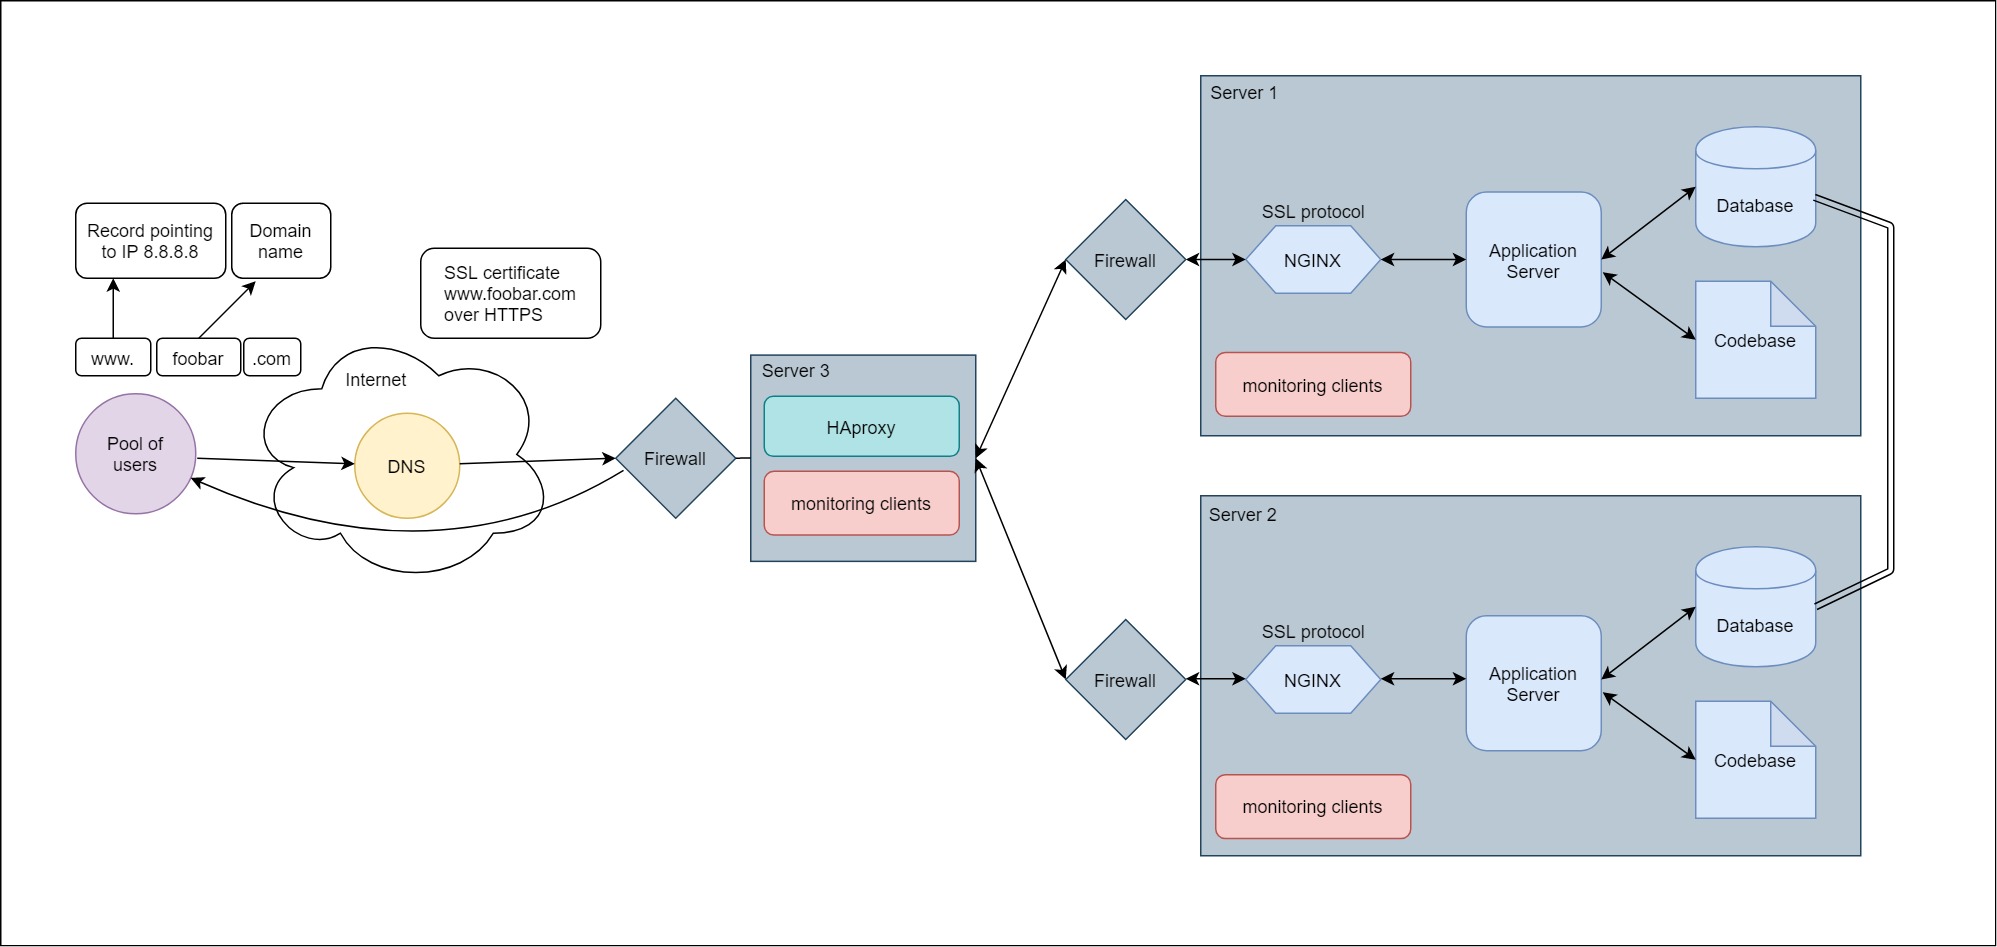 Record pointing
to IP 8.8.8.8
Domain
name
www.
foobar
.com
SSL certificate
www.foobar.com
over HTTPS
Pool of
users
Internet
DNS
Firewall
Server 3
HAproxy
monitoring clients
Firewall
Server 1
SSL protocol
NGINX
Application
Server
Database
Codebase
monitoring clients
Firewall
Server 2
SSL protocol
NGINX
Application
Server
Database
Codebase
monitoring clients